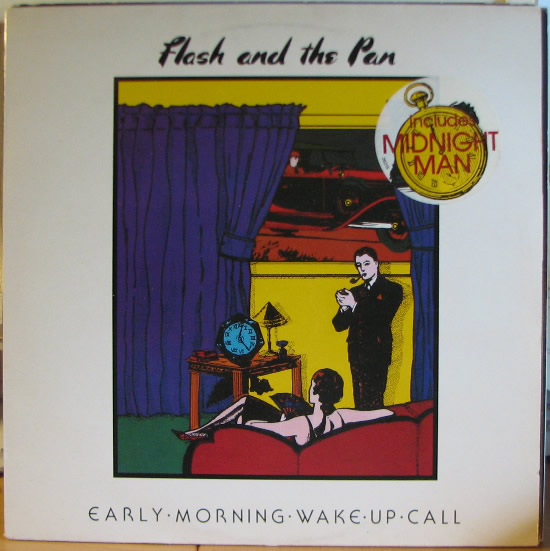 Flash and the Pan
Includes
MIDNIGHT
MAN
EARLY·MORNING·WAKE·UP·CALL